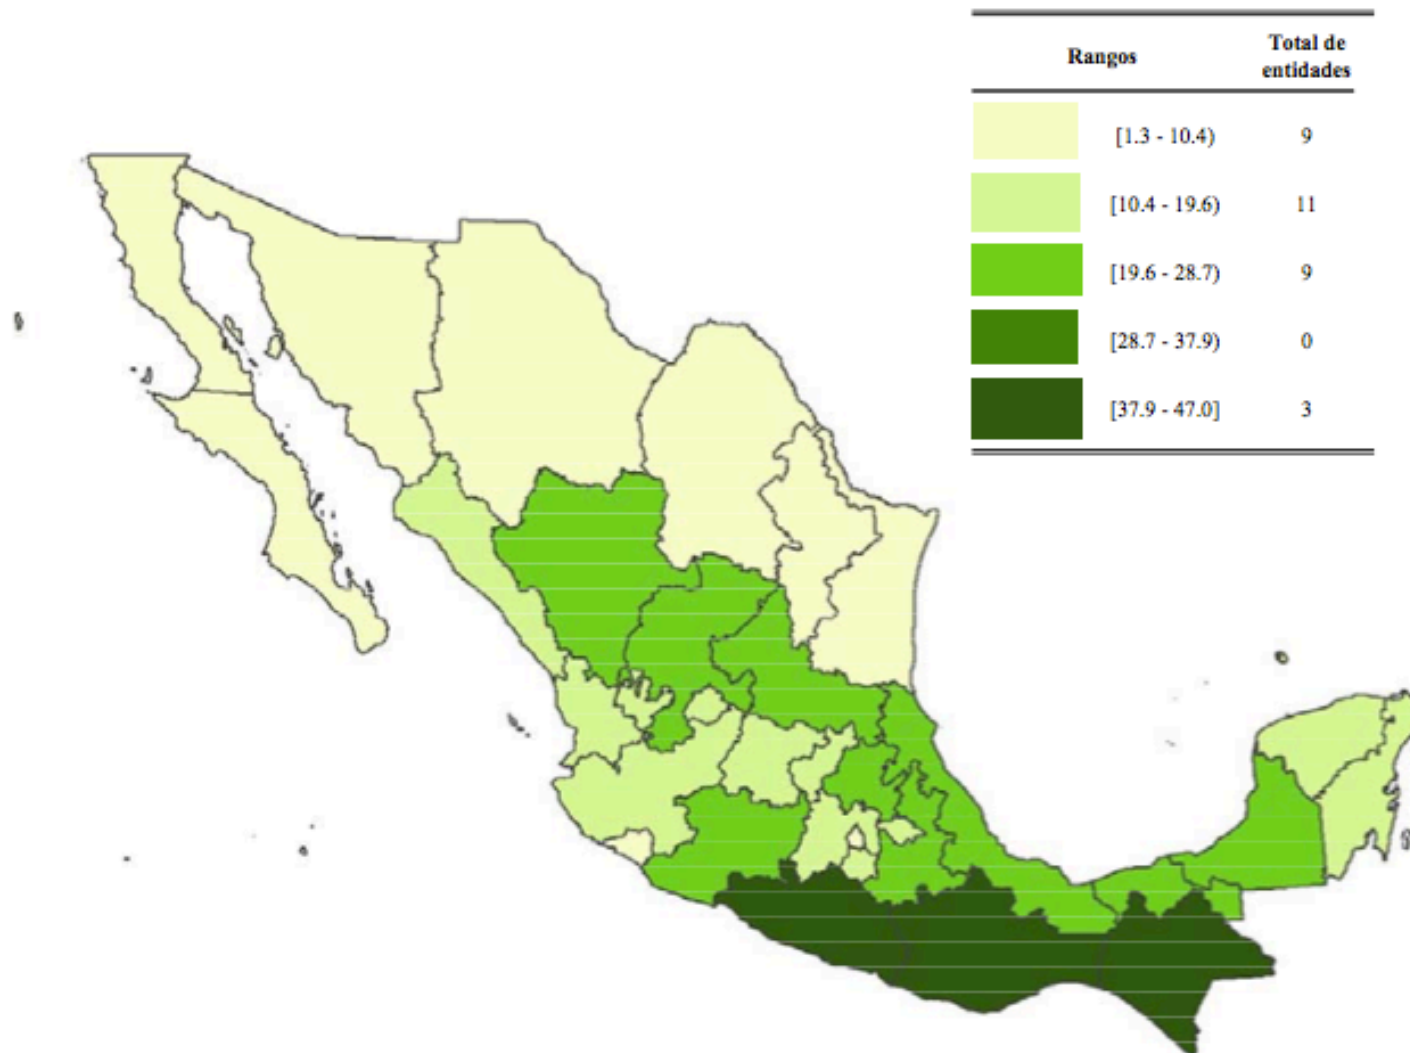 Rangos Total de
entidades
[1.3 - 10.4) 9
[10.4 - 19.6) 11
[19.6 - 28.7) 9
[28.7 - 37.9) 0
[37.9 - 47.0] 3